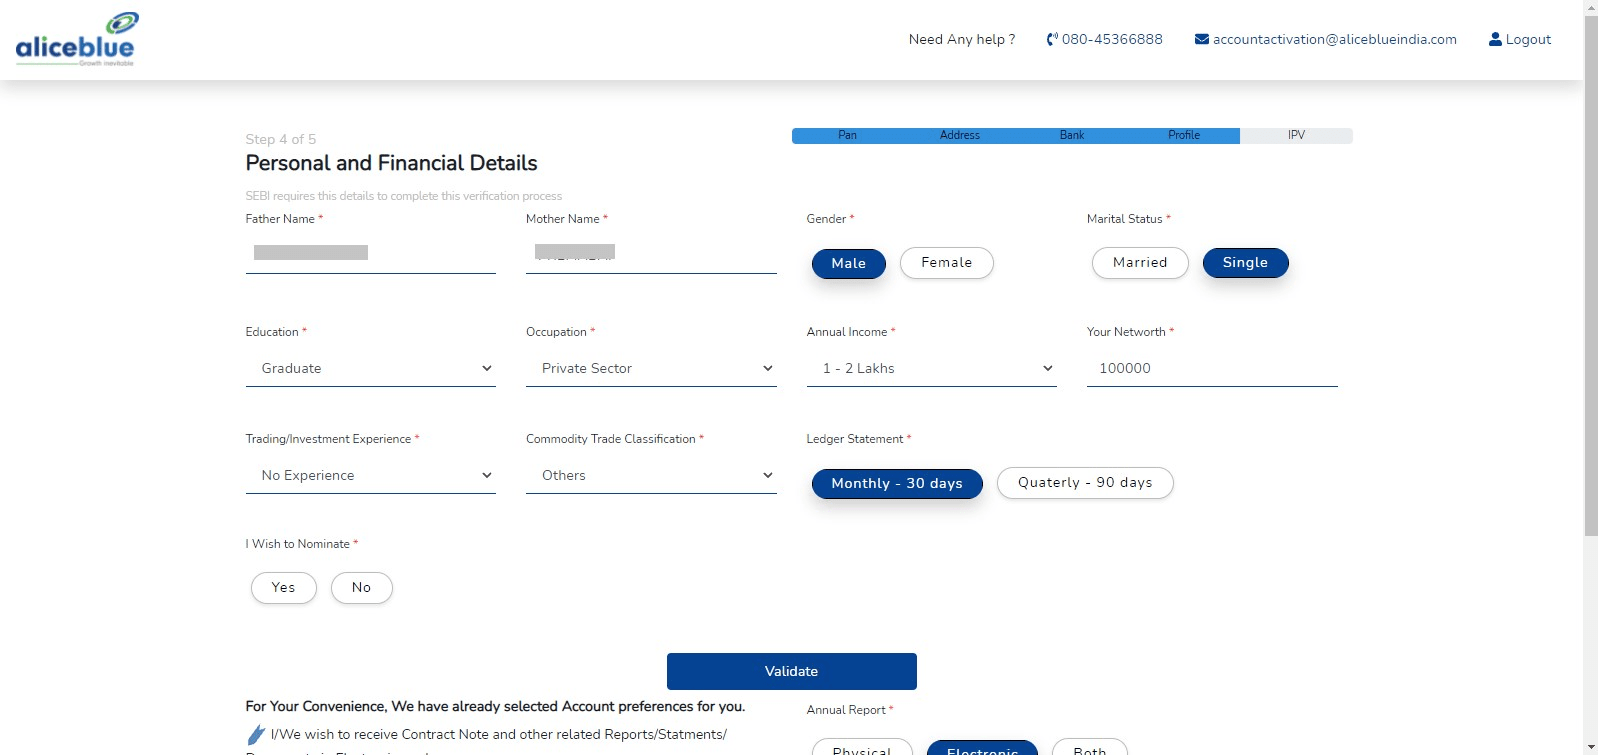 aliceblue
Growth Inevitable
Need Any help ?
080-45366888
accountactivation@aliceblueindia.com
Logout
Step 4 of 5
Personal and Financial Details
SEBI requires this details to complete this verification process
Pan Address Bank Profile IPV
Father Name * Mother Name * Gender * Marital Status *
Male Female Married Single
Education * Occupation * Annual Income * Your Networth *
Graduate Private Sector 1 - 2 Lakhs 100000
Trading/Investment Experience * Commodity Trade Classification * Ledger Statement *
No Experience Others Monthly - 30 days Quaterly - 90 days
I Wish to Nominate *
Yes No
Validate
For Your Convenience, We have already selected Account preferences for you.
Annual Report *
I/We wish to receive Contract Note and other related Reports/Statments/
Physical Electronic Both